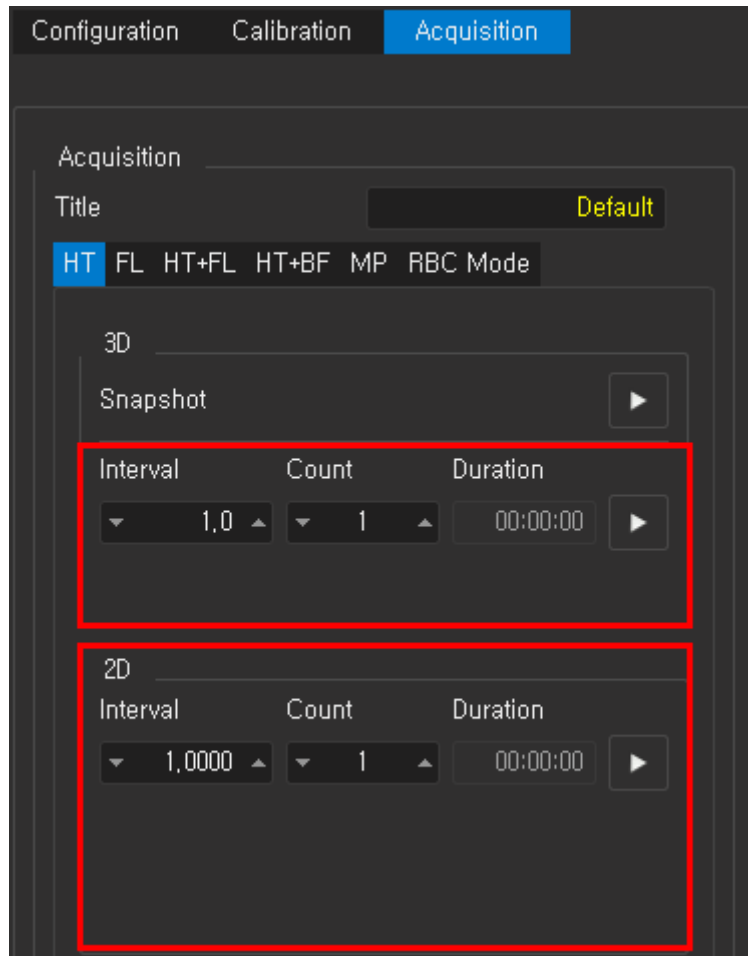 Configuration Calibration Acquisition
Acquisition
Title Default
HT FL HT+FL HT+BF MP RBC Mode
3D
Snapshot
Interval Count Duration
1,0 1 00:00:00
2D
Interval Count Duration
1,0000 1 00:00:00